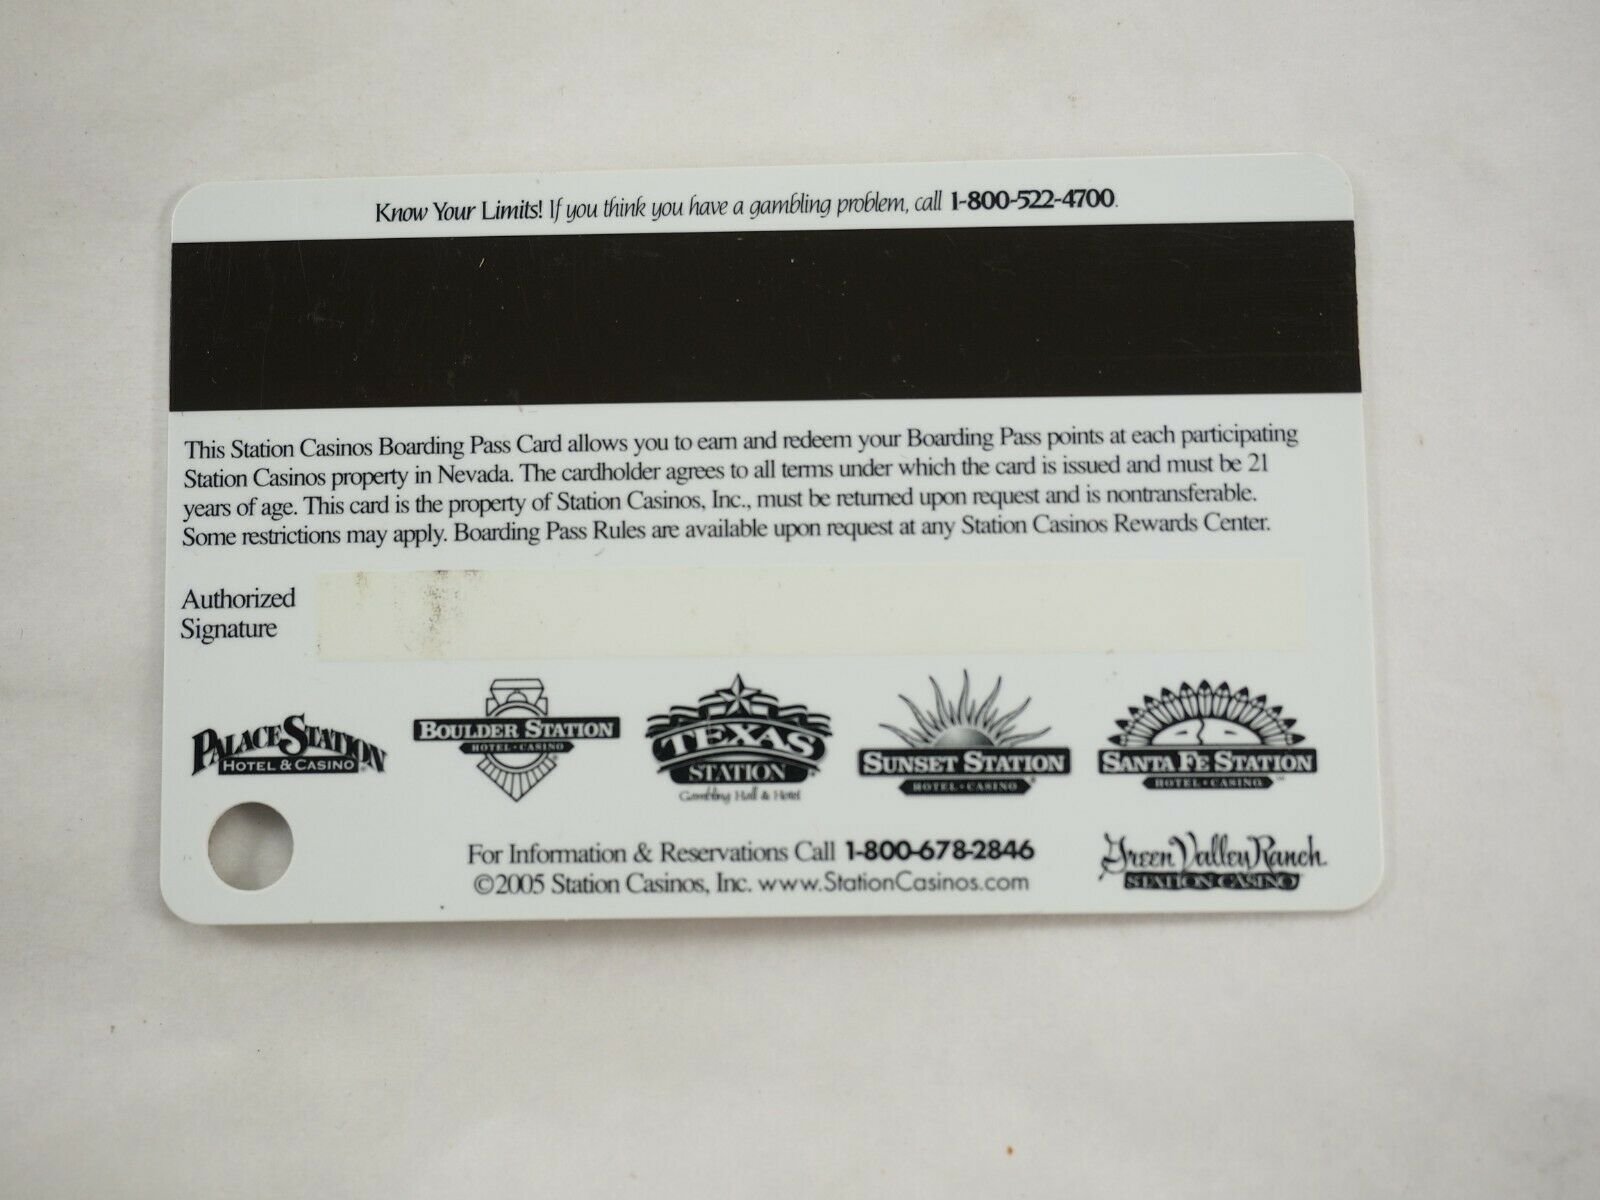 Know Your Limits! If you think you have a gambling problem, call 1-800-522-4700.
This Station Casinos Boarding Pass Card allows you to earn and redeem your Boarding Pass points at each participating
Station Casinos property in Nevada. The cardholder agrees to all terms under which the card is issued and must be 21
years of age. This card is the property of Station Casinos, Inc., must be returned upon request and is nontransferable.
Some restrictions may apply. Boarding Pass Rules are available upon request at any Station Casinos Rewards Center.
Authorized
Signature
PALACE STATION
HOTEL & CASINO
BOULDER STATION
HOTEL • CASINO
TEXAS
STATION
Gambling Hall & Hotel
SUNSET STATION
HOTEL • CASINO
SANTA FE STATION
HOTEL • CASINO
For Information & Reservations Call 1-800-678-2846
©2005 Station Casinos, Inc. www.StationCasinos.com
Green Valley Ranch
STATION CASINO